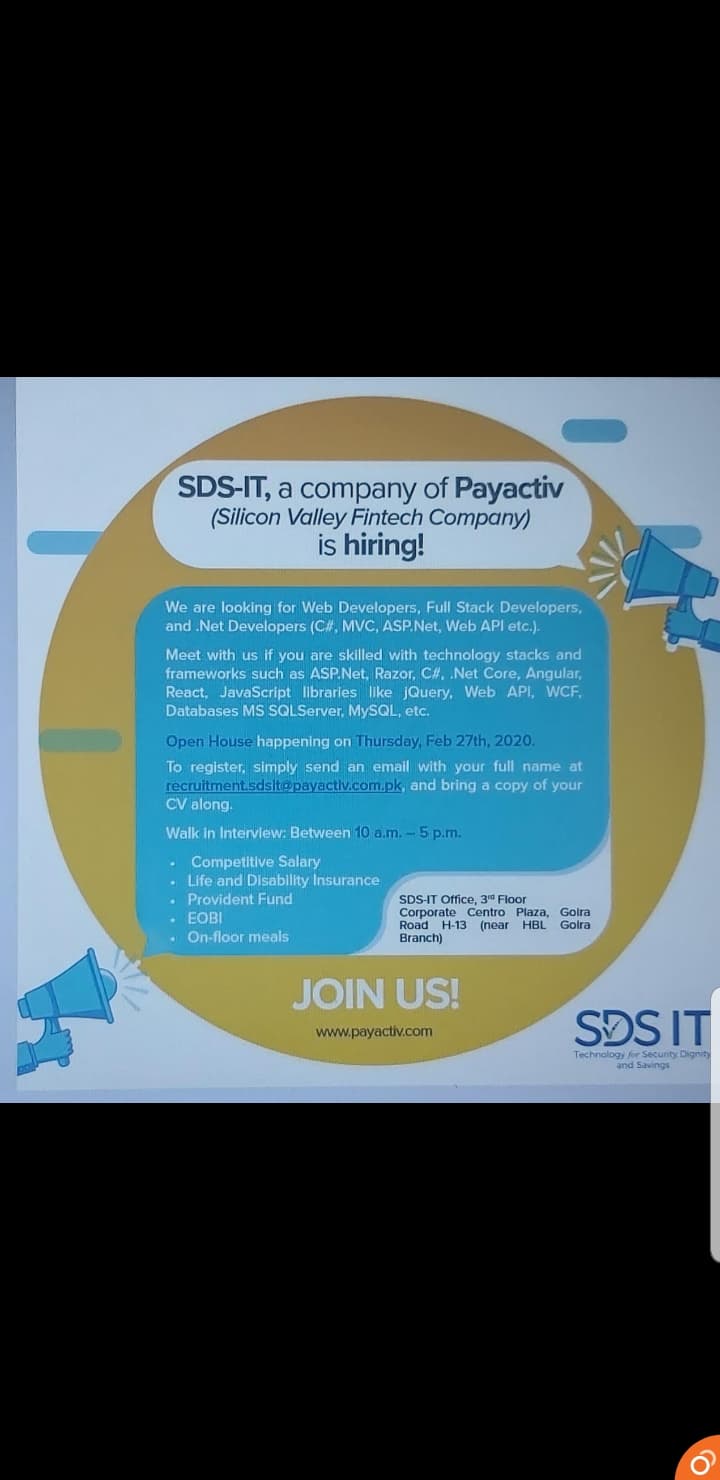 SDS-IT, a company of Payactiv
(Silicon Valley Fintech Company)
is hiring!
We are looking for Web Developers, Full Stack Developers,
and .Net Developers (C#, MVC, ASP.Net, Web API etc.).
Meet with us if you are skilled with technology stacks and
frameworks such as ASP.Net, Razor, C#, .Net Core, Angular,
React, JavaScript libraries like jQuery, Web API, WCF,
Databases MS SQLServer, MySQL, etc.
Open House happening on Thursday, Feb 27th, 2020.
To register, simply send an email with your full name at
recruitment.sdsit@payactiv.com.pk, and bring a copy of your
CV along.
Walk in Interview: Between 10 a.m. – 5 p.m.
• Competitive Salary
• Life and Disability Insurance
• Provident Fund
• EOBI
• On-floor meals
SDS-IT Office, 3rd Floor
Corporate Centro Plaza, Golra
Road H-13 (near HBL Golra
Branch)
JOIN US!
www.payactiv.com
SDS IT
Technology for Security, Dignity
and Savings